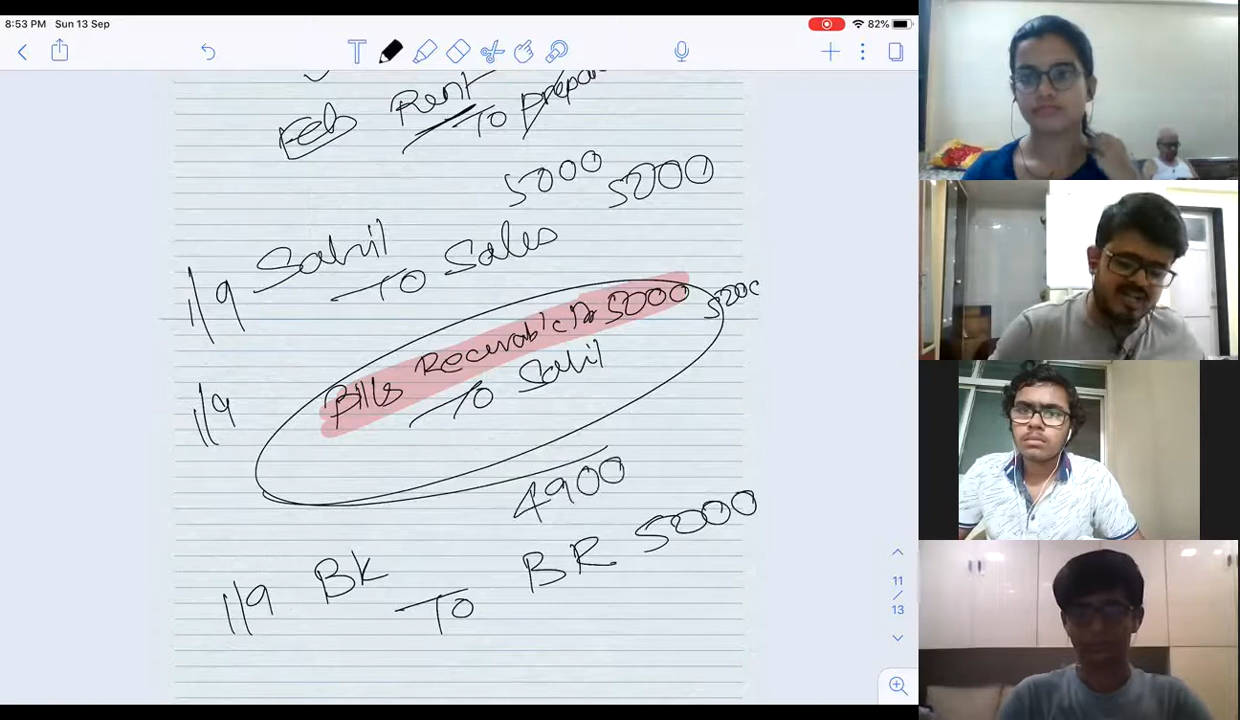 8:53 PM Sun 13 Sep
82%
T
Rent
Feb To prepai
5000 5000
1/9 Sahil
To Sales
1/9 Bills Receivable Dr 5000 5000
To Sahil
4900
1/9 Bk
To BR 5000
11
/
13